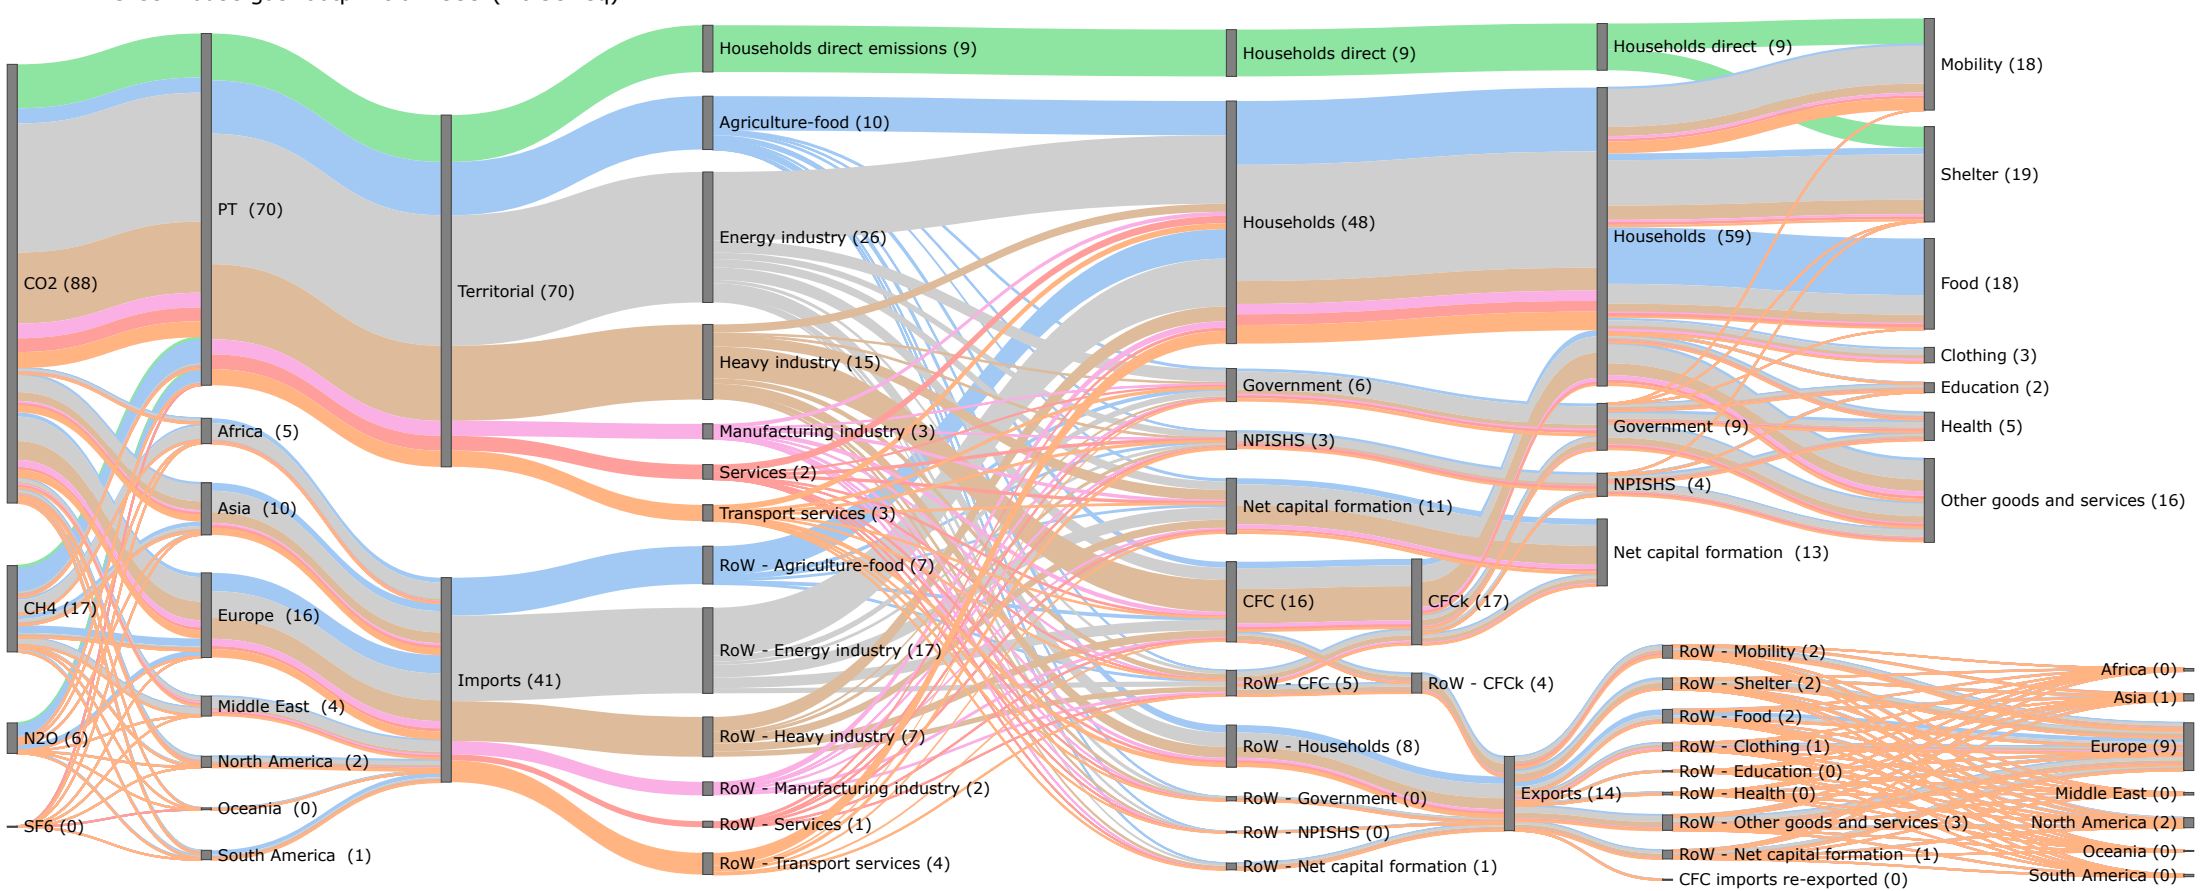 CO2 (88)
CH4 (17)
N2O (6)
SF6 (0)
PT (70)
Africa (5)
Asia (10)
Europe (16)
Middle East (4)
North America (2)
Oceania (0)
South America (1)
Territorial (70)
Imports (41)
Households direct emissions (9)
Agriculture-food (10)
Energy industry (26)
Heavy industry (15)
Manufacturing industry (3)
Services (2)
Transport services (3)
RoW - Agriculture-food (7)
RoW - Energy industry (17)
RoW - Heavy industry (7)
RoW - Manufacturing industry (2)
RoW - Services (1)
RoW - Transport services (4)
Households direct (9)
Households (48)
Government (6)
NPISHS (3)
Net capital formation (11)
CFC (16)
RoW - CFC (5)
RoW - Households (8)
RoW - Government (0)
RoW - NPISHS (0)
RoW - Net capital formation (1)
CFCk (17)
RoW - CFCk (4)
Exports (14)
Households direct (9)
Households (59)
Government (9)
NPISHS (4)
Net capital formation (13)
RoW - Mobility (2)
RoW - Shelter (2)
RoW - Food (2)
RoW - Clothing (1)
RoW - Education (0)
RoW - Health (0)
RoW - Other goods and services (3)
RoW - Net capital formation (1)
CFC imports re-exported (0)
Mobility (18)
Shelter (19)
Food (18)
Clothing (3)
Education (2)
Health (5)
Other goods and services (16)
Africa (0)
Asia (1)
Europe (9)
Middle East (0)
North America (2)
Oceania (0)
South America (0)